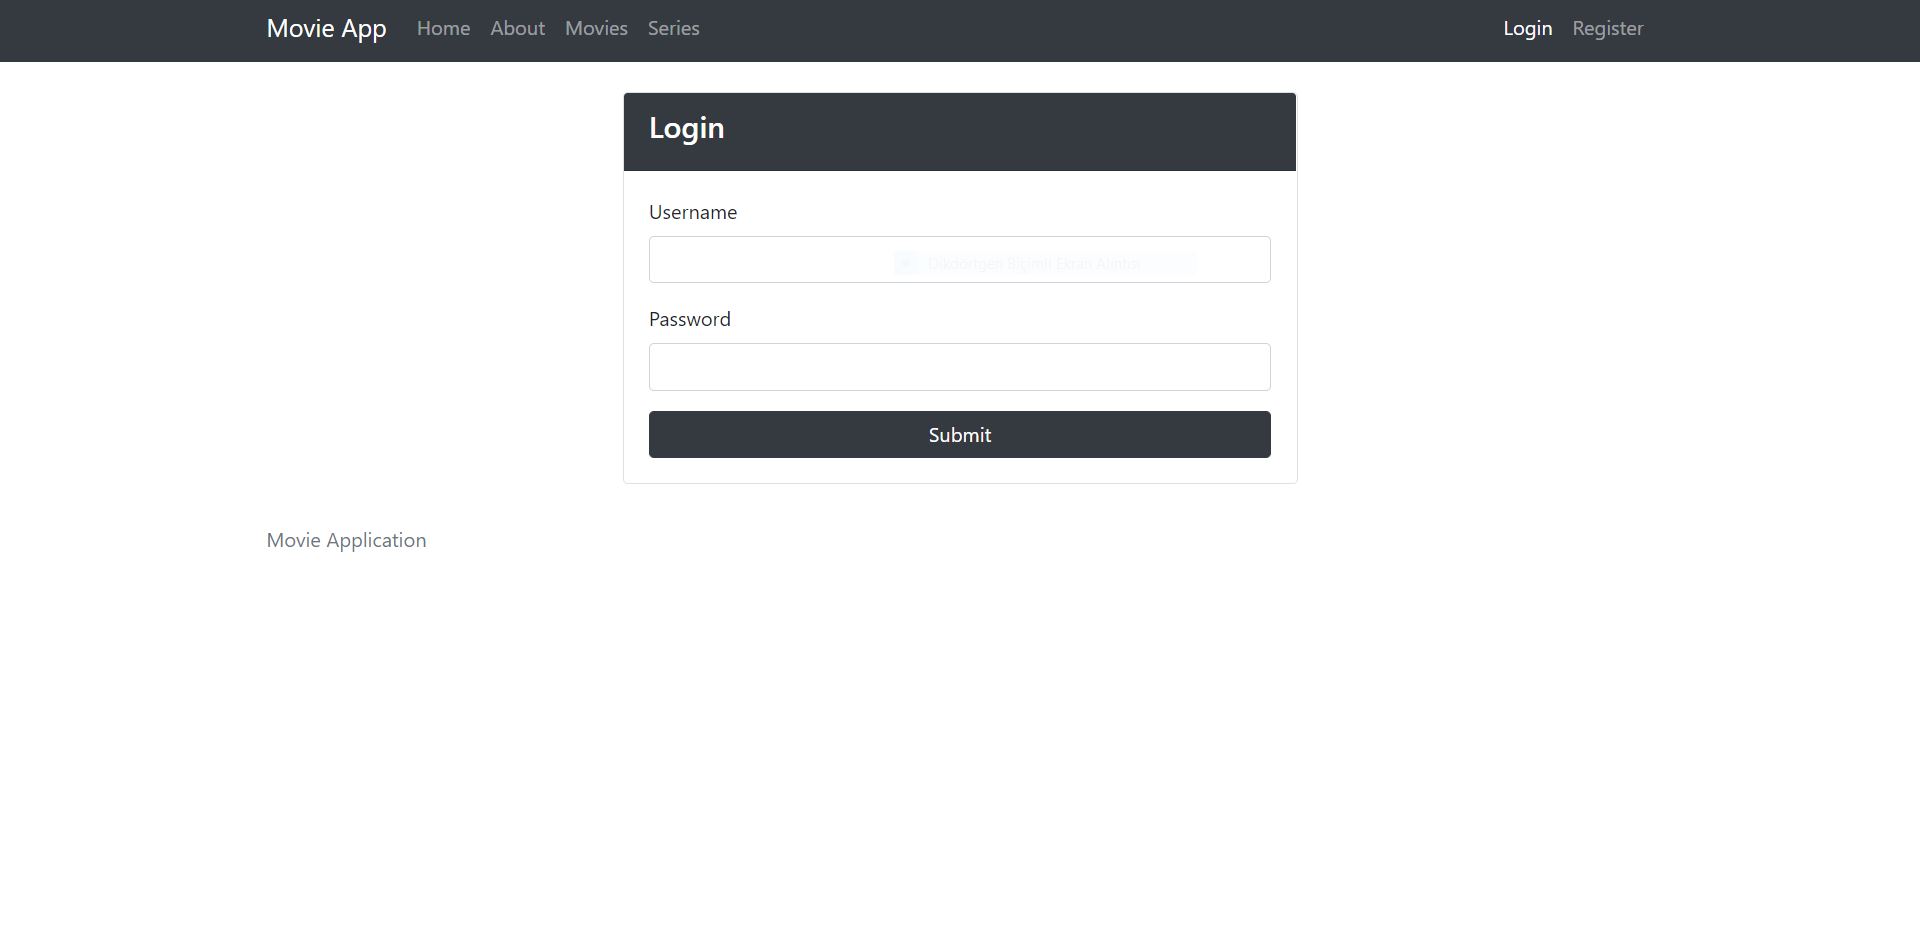 Movie App Home About Movies Series Login Register
Login
Username
Dikdörtgen Biçimli Ekran Alıntısı
Password
Submit
Movie Application